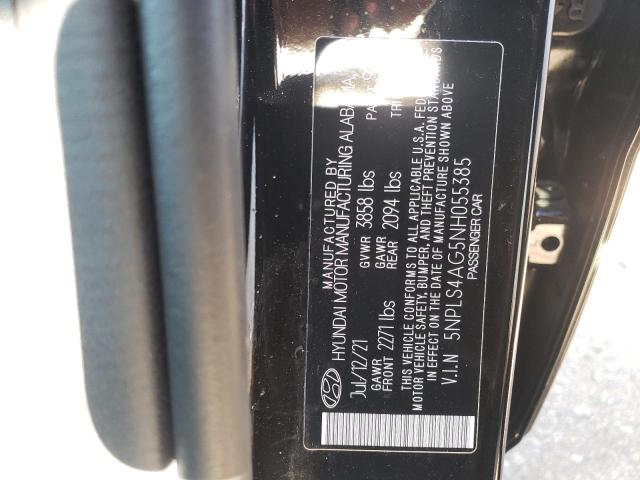 MANUFACTURED BY
HYUNDAI MOTOR MANUFACTURING ALABAMA,
Jul/12/21 GVWR 3858 lbs
GAWR FRONT 2271 lbs GAWR REAR 2094 lbs
THIS VEHICLE CONFORMS TO ALL APPLICABLE U.S.A. FED
MOTOR VEHICLE SAFETY, BUMPER, AND THEFT PREVENTION STANDARDS
IN EFFECT ON THE DATE OF MANUFACTURE SHOWN ABOVE
V.I.N 5NPLS4AG5NH055385
PASSENGER CAR